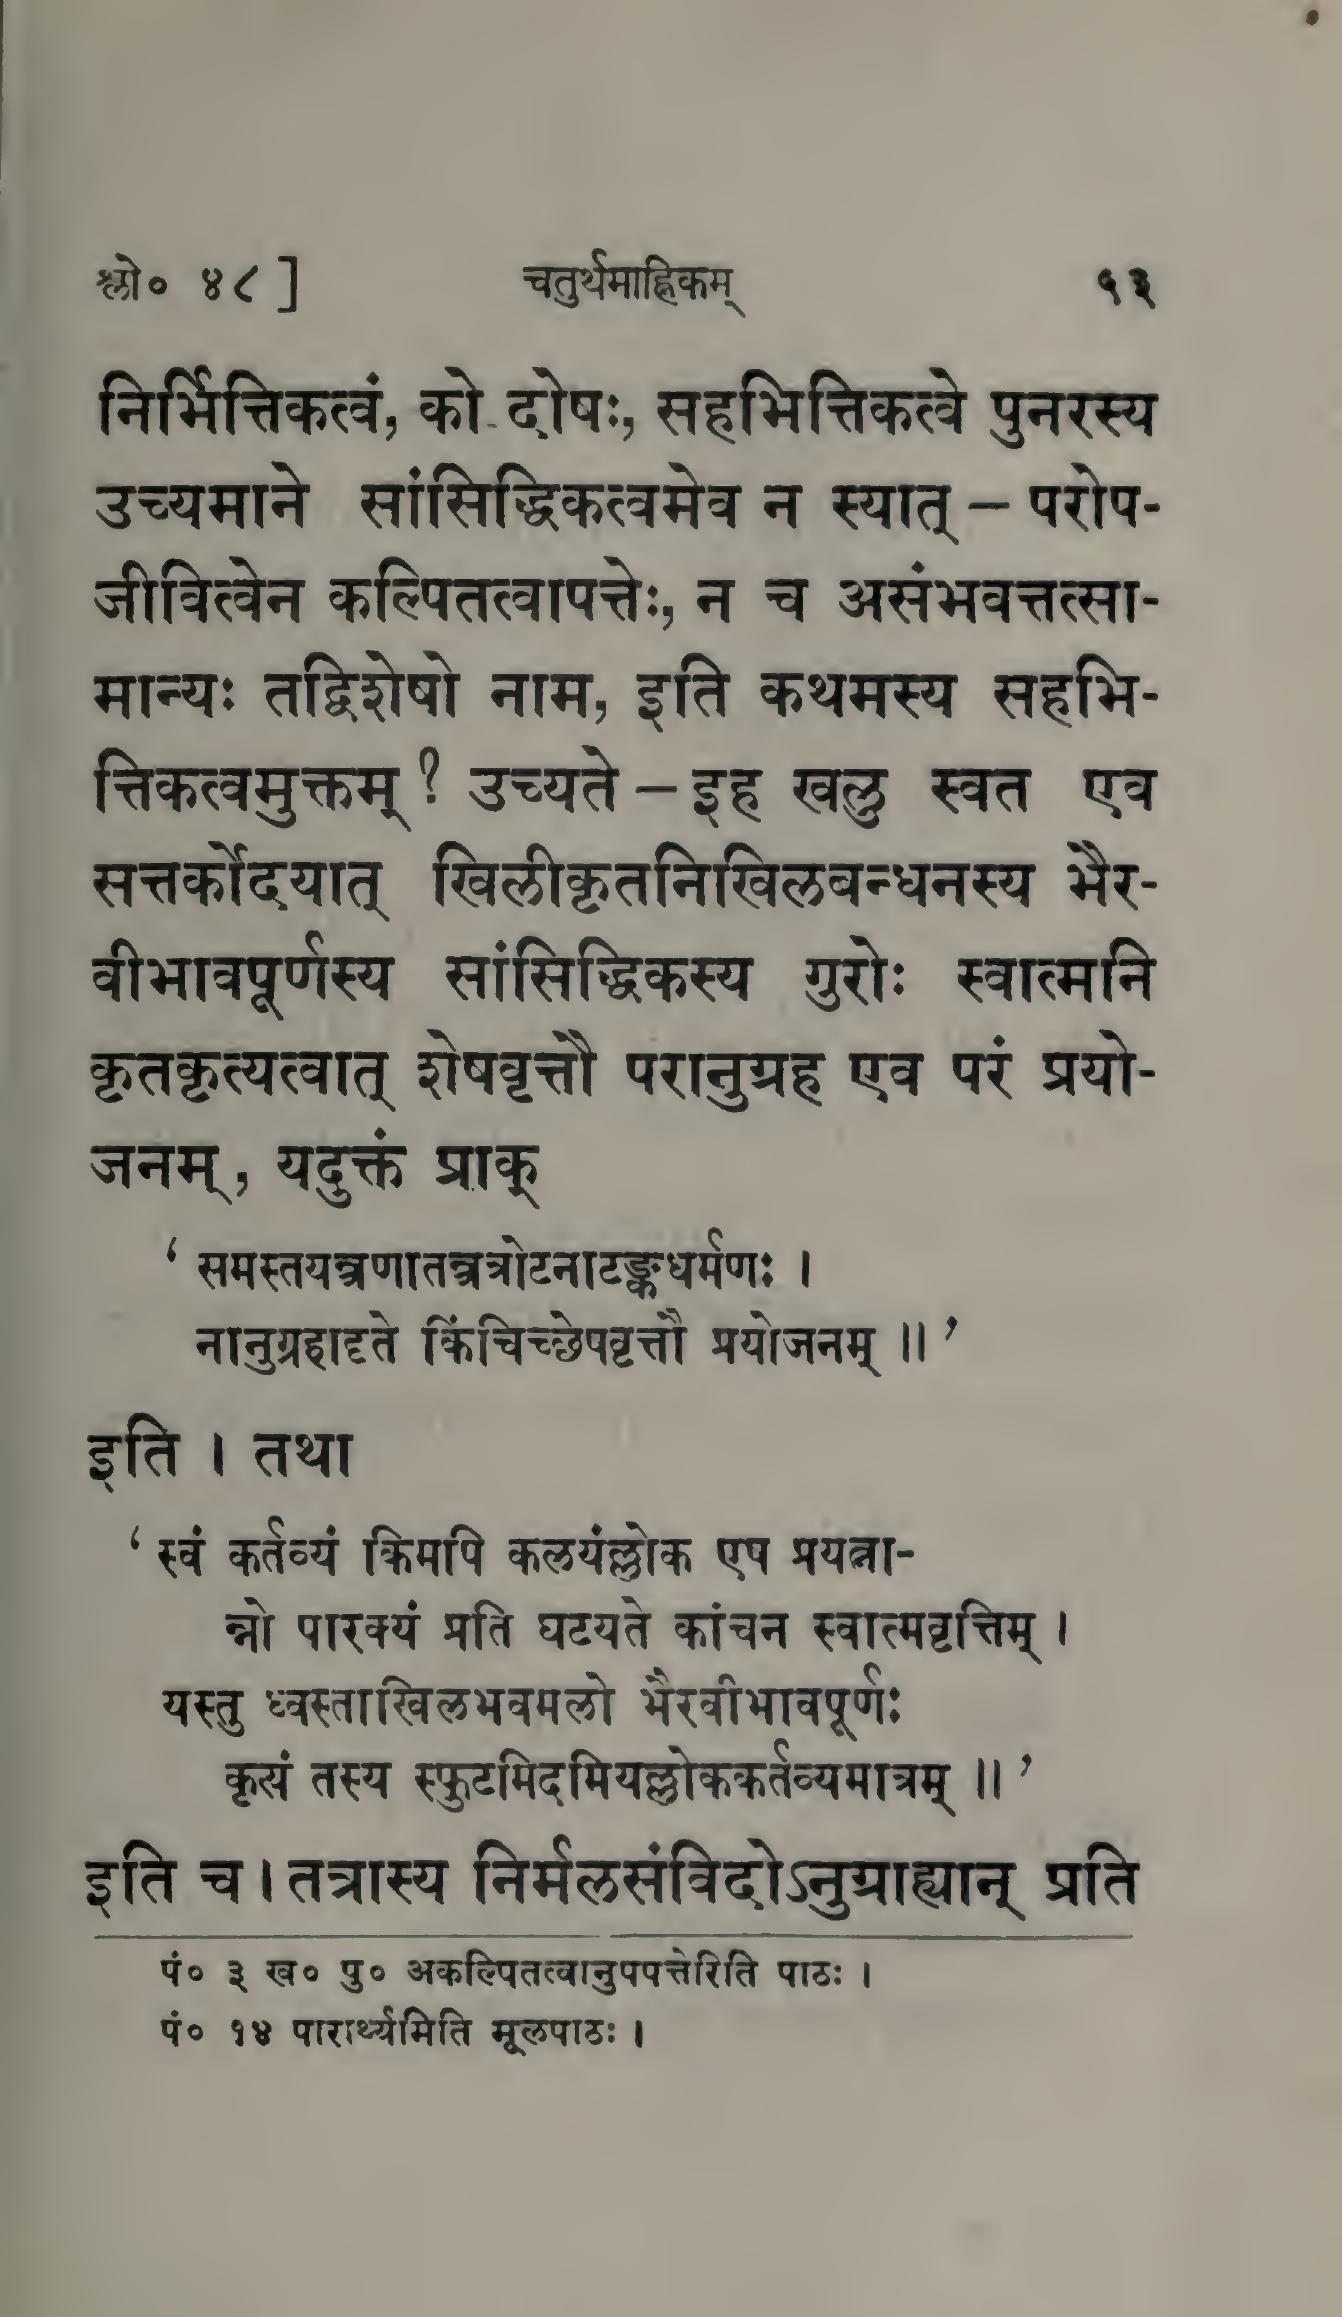 श्लो० ४८ ] चतुर्थमाह्निकम् ५३
निर्भित्तिकत्वं, को दोषः, सहभित्तिकत्वे पुनरस्य
उच्यमाने सांसिद्धिकत्वमेव न स्यात् – परोप-
जीवित्वेन कल्पितत्वापत्तेः, न च असंभवत्तत्सा-
मान्यः तद्विशेषो नाम, इति कथमस्य सहभि-
त्तिकत्वमुक्तम् ? उच्यते – इह खलु स्वत एव
सत्तर्कोदयात् खिलीकृतनिखिलबन्धनस्य भैर-
वीभावपूर्णस्य सांसिद्धिकस्य गुरोः स्वात्मनि
कृतकृत्यत्वात् शेषवृत्तौ परानुग्रह एव परं प्रयो-
जनम्, यदुक्तं प्राक्
‘ समस्तयन्त्रणातन्त्रत्रोटनाटङ्कधर्मणः ।
नानुग्रहादृते किंचिच्छेषवृत्तौ प्रयोजनम् ॥’
इति । तथा
‘ स्वं कर्तव्यं किमपि कलयंल्लोक एष प्रयत्ना-
न्नो पारक्यं प्रति घटयते कांचन स्वात्मवृत्तिम् ।
यस्तु ध्वस्ताखिलभवमलो भैरवीभावपूर्णः
कृत्यं तस्य स्फुटमिदमियल्लोककर्तव्यमात्रम् ॥’
इति च । तत्रास्य निर्मलसंविदोऽनुग्राह्यान् प्रति
पं० ३ ख० पु० अकल्पितत्वानुपपत्तेरिति पाठः ।
पं० १४ पारार्थ्यमिति मूलपाठः ।